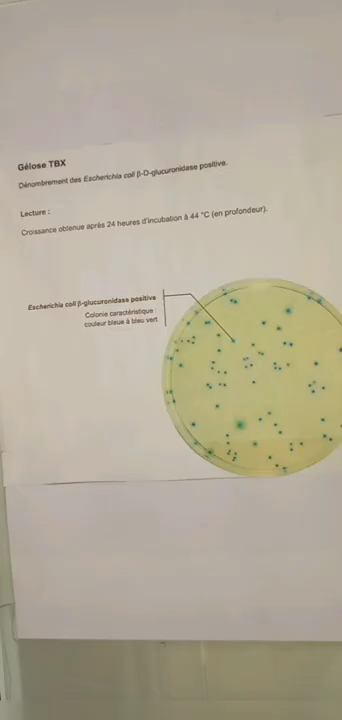 Gélose TBX
Dénombrement des Escherichia coli β-D-glucuronidase positive.
Lecture :
Croissance obtenue après 24 heures d'incubation à 44 °C (en profondeur).
Escherichia coli β-glucuronidase positive
Colonie caractéristique :
couleur bleue à bleu vert